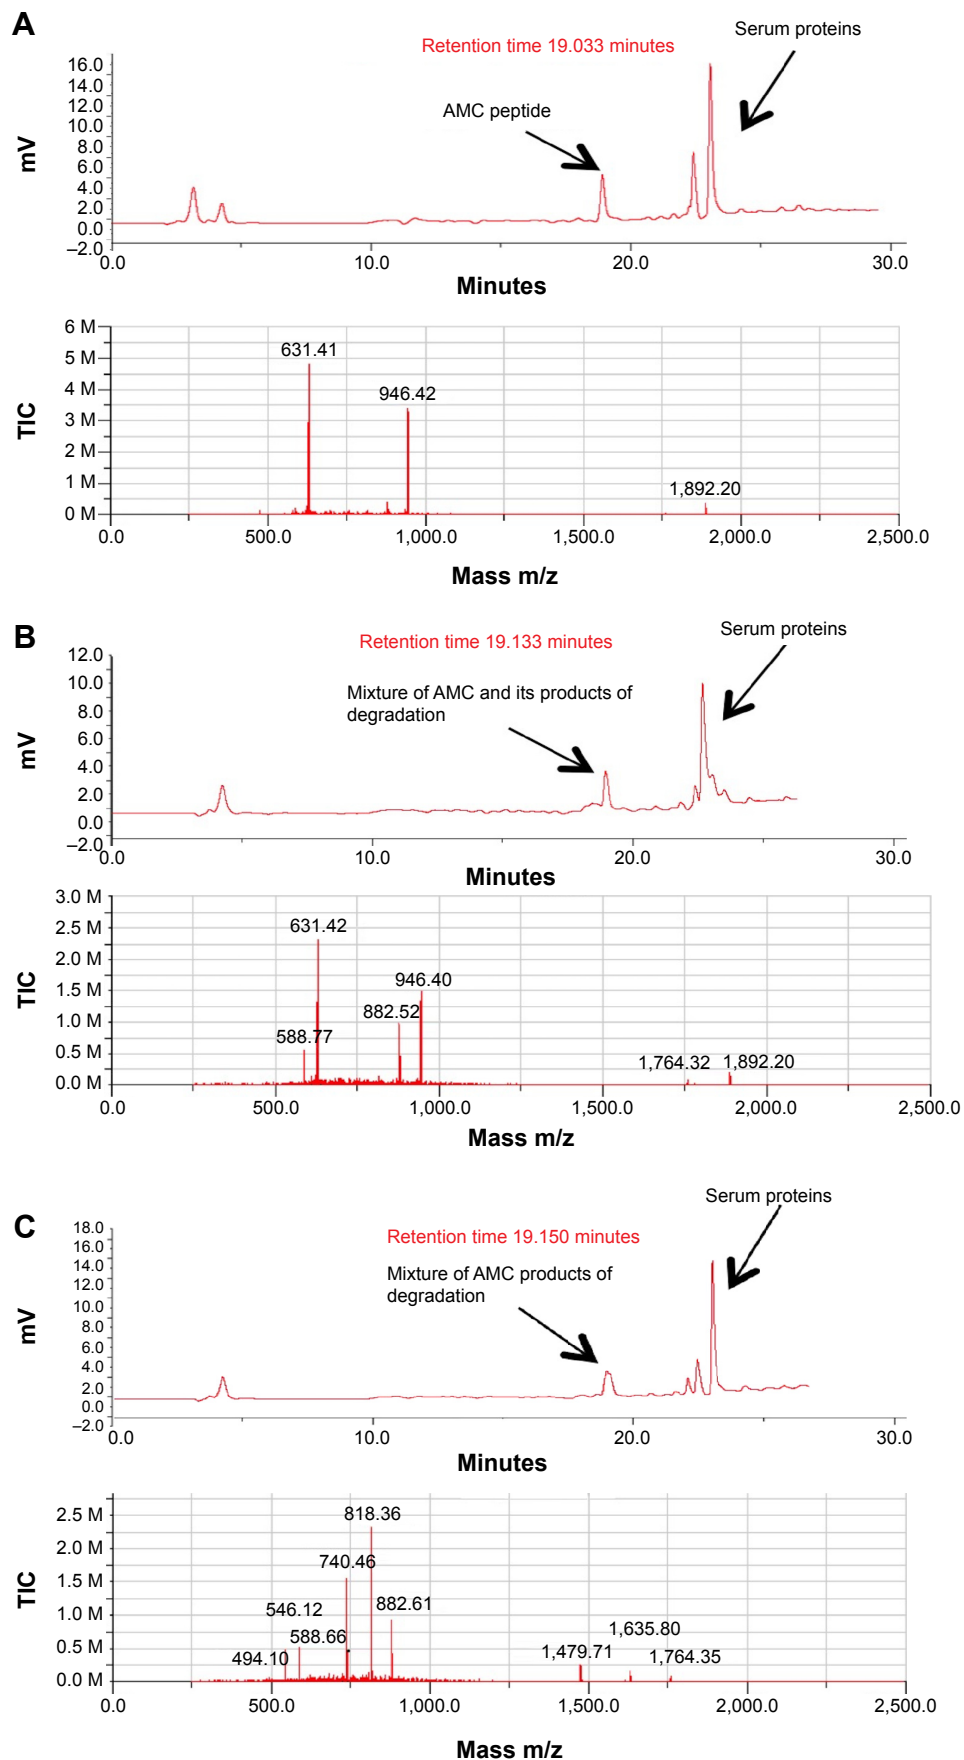 A
Retention time 19.033 minutes
Serum proteins
AMC peptide
mV
16.0
14.0
12.0
10.0
8.0
6.0
4.0
2.0
0.0
–2.0
0.0 10.0 20.0 30.0
Minutes
TIC
6 M
5 M
4 M
3 M
2 M
1 M
0 M
631.41
946.42
1,892.20
0.0 500.0 1,000.0 1,500.0 2,000.0 2,500.0
Mass m/z
B
Retention time 19.133 minutes
Serum proteins
Mixture of AMC and its products of
degradation
mV
12.0
10.0
8.0
6.0
4.0
2.0
0.0
–2.0
0.0 10.0 20.0 30.0
Minutes
TIC
3.0 M
2.5 M
2.0 M
1.5 M
1.0 M
0.5 M
0.0 M
631.42
946.40
882.52
588.77
1,764.32 1,892.20
0.0 500.0 1,000.0 1,500.0 2,000.0 2,500.0
Mass m/z
C
Serum proteins
Retention time 19.150 minutes
Mixture of AMC products of
degradation
mV
18.0
16.0
14.0
12.0
10.0
8.0
6.0
4.0
2.0
0.0
–2.0
0.0 10.0 20.0 30.0
Minutes
TIC
2.5 M
2.0 M
1.5 M
1.0 M
0.5 M
0.0 M
818.36
740.46
546.12
882.61
588.66
494.10
1,635.80
1,479.71
1,764.35
0.0 500.0 1,000.0 1,500.0 2,000.0 2,500.0
Mass m/z